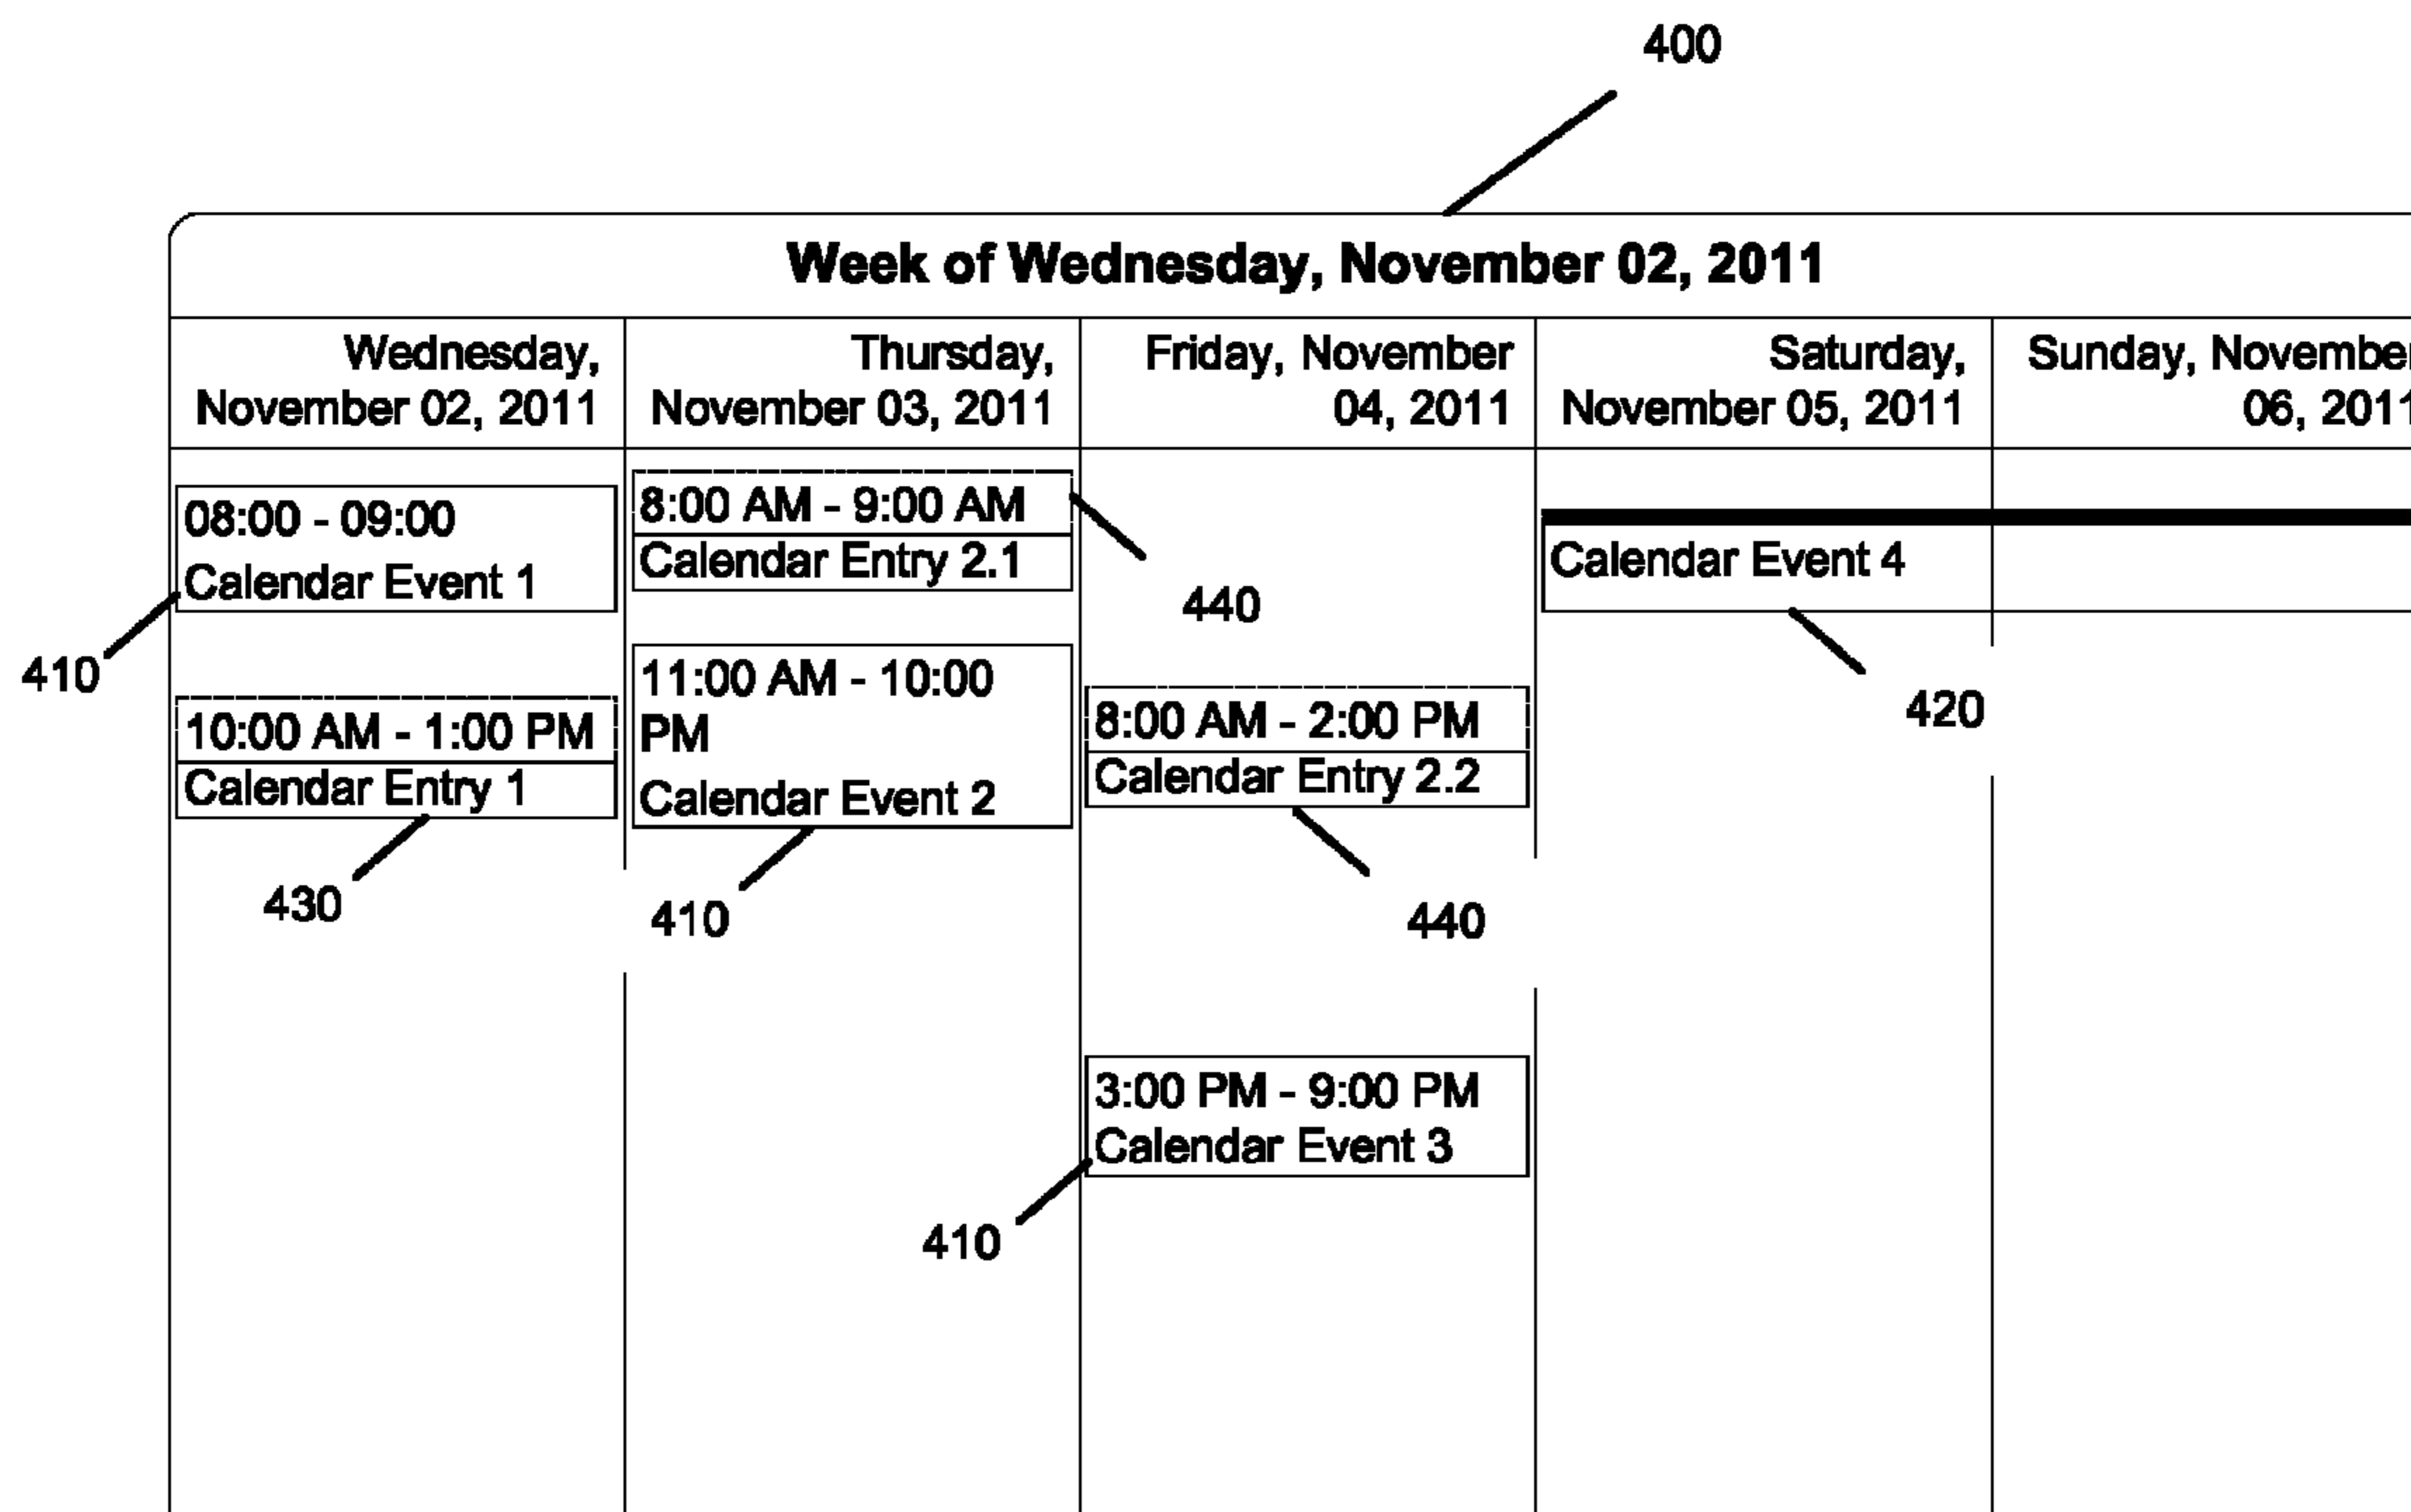 400
Week of Wednesday, November 02, 2011
Wednesday,
November 02, 2011
Thursday,
November 03, 2011
Friday, November
04, 2011
Saturday,
November 05, 2011
Sunday, November
06, 2011
08:00 - 09:00
Calendar Event 1
410
10:00 AM - 1:00 PM
Calendar Entry 1
430
8:00 AM - 9:00 AM
Calendar Entry 2.1
440
11:00 AM - 10:00
PM
Calendar Event 2
410
8:00 AM - 2:00 PM
Calendar Entry 2.2
440
3:00 PM - 9:00 PM
Calendar Event 3
410
Calendar Event 4
420